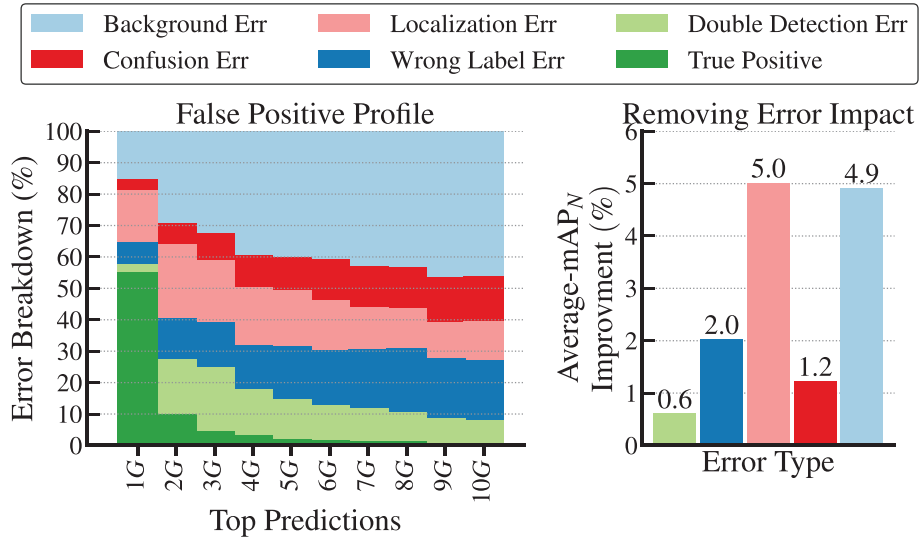 Background Err
Localization Err
Double Detection Err
Confusion Err
Wrong Label Err
True Positive
False Positive Profile
Error Breakdown (%)
100
90
80
70
60
50
40
30
20
10
0
1G
2G
3G
4G
5G
6G
7G
8G
9G
10G
Top Predictions
Removing Error Impact
Average-mAP_N
Improvment (%)
6
5
4
3
2
1
0
0.6
2.0
5.0
1.2
4.9
Error Type